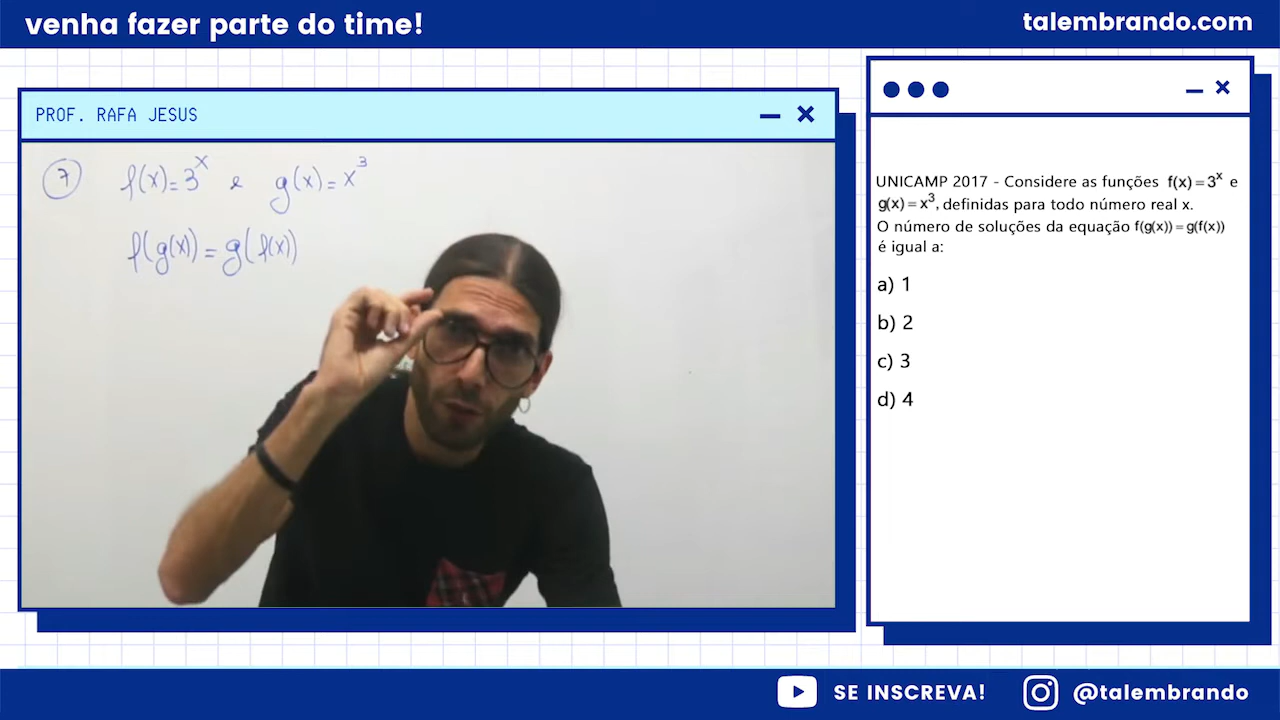 venha fazer parte do time!
talembrando.com
PROF. RAFA JESUS
7 f(x)=3^x e g(x)=x^3
f(g(x))=g(f(x))
UNICAMP 2017 - Considere as funções f(x)=3^x e
g(x)=x^3, definidas para todo número real x.
O número de soluções da equação f(g(x))=g(f(x))
é igual a:
a) 1
b) 2
c) 3
d) 4
SE INSCREVA!
@talembrando